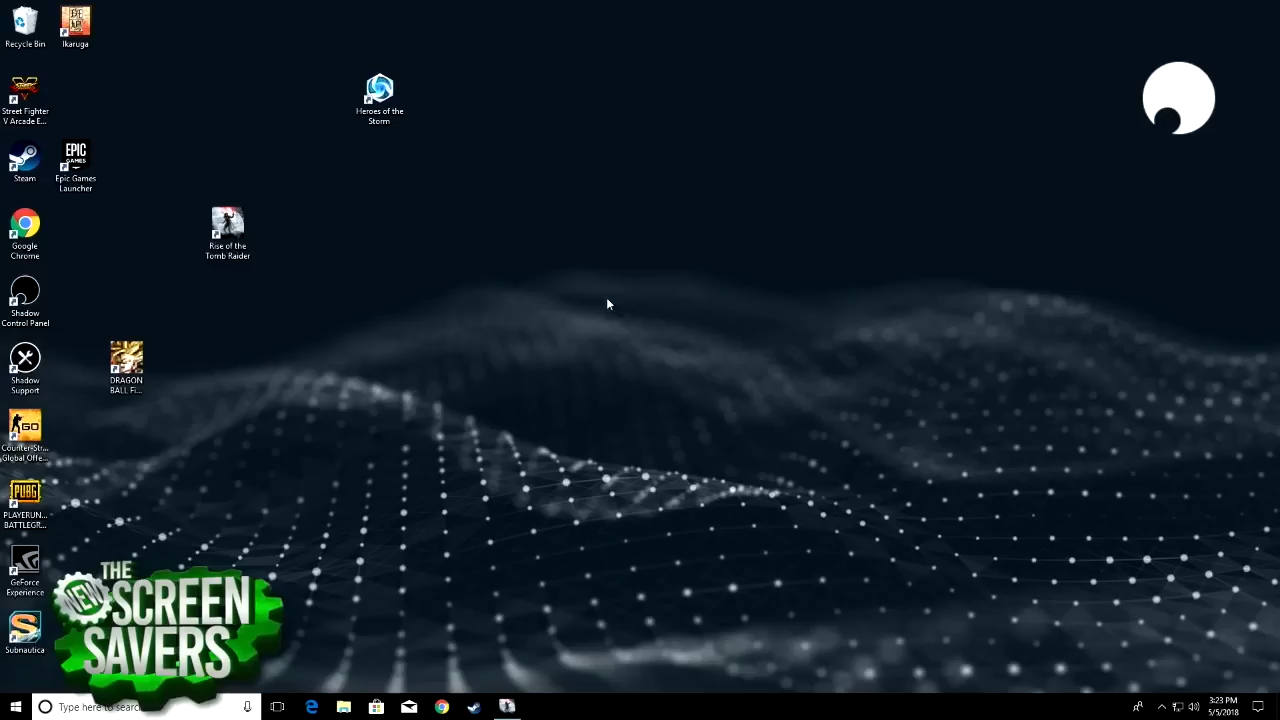 Recycle Bin
Ikaruga
Street Fighter
V Arcade E...
Heroes of the
Storm
Steam
EPIC
GAMES
Epic Games
Launcher
Google
Chrome
Rise of the
Tomb Raider
Shadow
Control Panel
Shadow
Support
DRAGON
BALL Fi...
GO
Counter-Str...
Global Offe...
PUBG
PLAYERUN...
BATTLEGR...
GeForce
Experience
S
Subnautica
THE
NEW
SCREEN
SAVERS
Type here to search
3:23 PM
5/5/2018